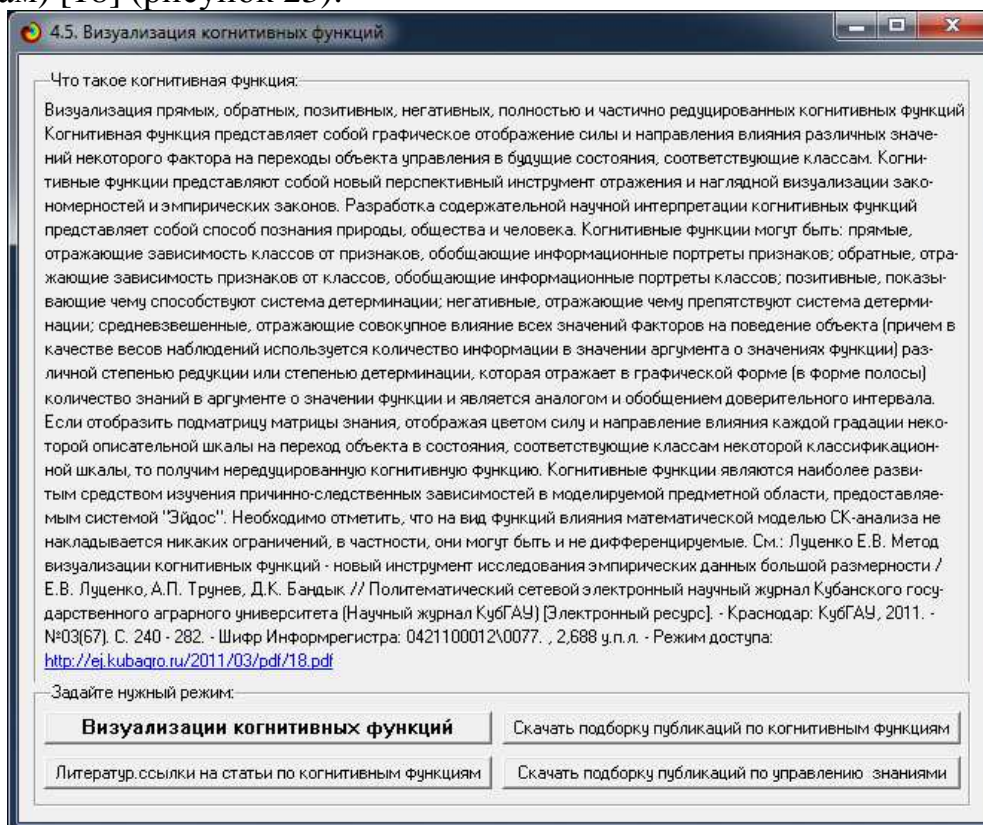 ам) [18] (рисунок 25).
4.5. Визуализация когнитивных функций
Что такое когнитивная функция:
Визуализация прямых, обратных, позитивных, негативных, полностью и частично редуцированных когнитивных функций
Когнитивная функция представляет собой графическое отображение силы и направления влияния различных значе-
ний некоторого фактора на переходы объекта управления в будущие состояния, соответствующие классам. Когни-
тивные функции представляют собой новый перспективный инструмент отражения и наглядной визуализации зако-
номерностей и эмпирических законов. Разработка содержательной научной интерпретации когнитивных функций
представляет собой способ познания природы, общества и человека. Когнитивные функции могут быть: прямые,
отражающие зависимость классов от признаков, обобщающие информационные портреты признаков; обратные, отра-
жающие зависимость признаков от классов, обобщающие информационные портреты классов; позитивные, показы-
вающие чему способствуют система детерминации; негативные, отражающие чему препятствуют система детерми-
нации; средневзвешенные, отражающие совокупное влияние всех значений факторов на поведение объекта (причем в
качестве весов наблюдений используется количество информации в значении аргумента о значениях функции) раз-
личной степенью редукции или степенью детерминации, которая отражает в графической форме (в форме полосы)
количество знаний в аргументе о значении функции и является аналогом и обобщением доверительного интервала.
Если отобразить подматрицу матрицы знания, отображая цветом силу и направление влияния каждой градации неко-
торой описательной шкалы на переход объекта в состояния, соответствующие классам некоторой классификацион-
ной шкалы, то получим нередуцированную когнитивную функцию. Когнитивные функции являются наиболее разви-
тым средством изучения причинно-следственных зависимостей в моделируемой предметной области, предоставляе-
мым системой "Эйдос". Необходимо отметить, что на вид функций влияния математической моделью СК-анализа не
накладывается никаких ограничений, в частности, они могут быть и не дифференцируемые. См.: Луценко Е.В. Метод
визуализации когнитивных функций - новый инструмент исследования эмпирических данных большой размерности /
Е.В. Луценко, А.П. Трунев, Д.К. Бандык // Политематический сетевой электронный научный журнал Кубанского госу-
дарственного аграрного университета (Научный журнал КубГАУ) [Электронный ресурс]. - Краснодар: КубГАУ, 2011. -
№03(67). С. 240 - 282. - Шифр Информрегистра: 0421100012\0077. , 2,688 у.п.л. - Режим доступа:
http://ej.kubagro.ru/2011/03/pdf/18.pdf
Задайте нужный режим:
Визуализации когнитивных функций
Скачать подборку публикаций по когнитивным функциям
Литератур.ссылки на статьи по когнитивным функциям
Скачать подборку публикаций по управлению знаниями